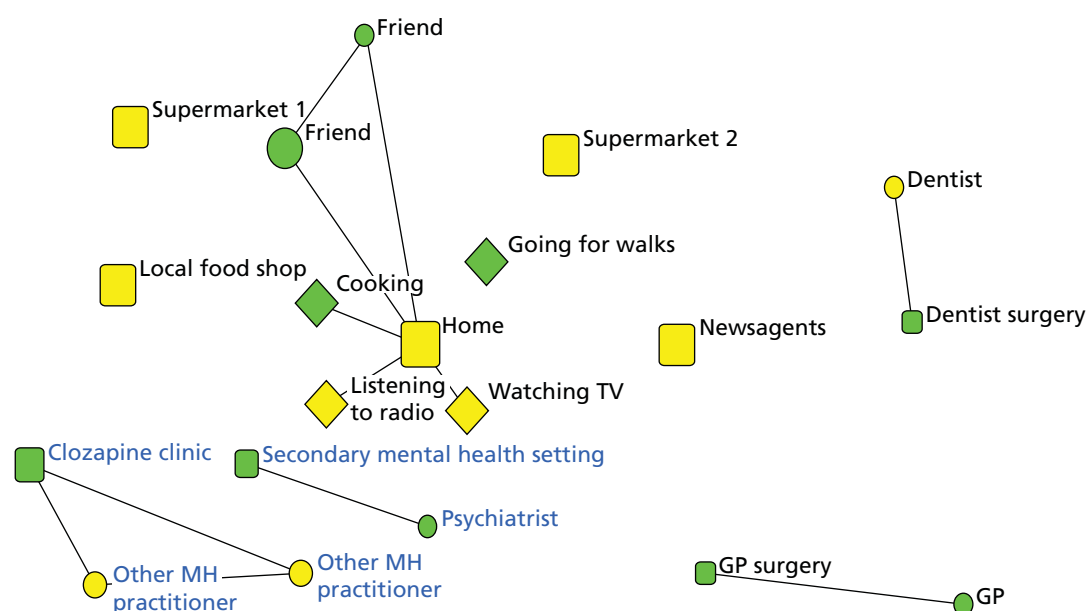 Friend
Supermarket 1
Friend
Supermarket 2
Dentist
Going for walks
Local food shop
Cooking
Dentist surgery
Home
Newsagents
Listening
to radio
Watching TV
Clozapine clinic
Secondary mental health setting
Psychiatrist
Other MH
practitioner
Other MH
practitioner
GP surgery
GP